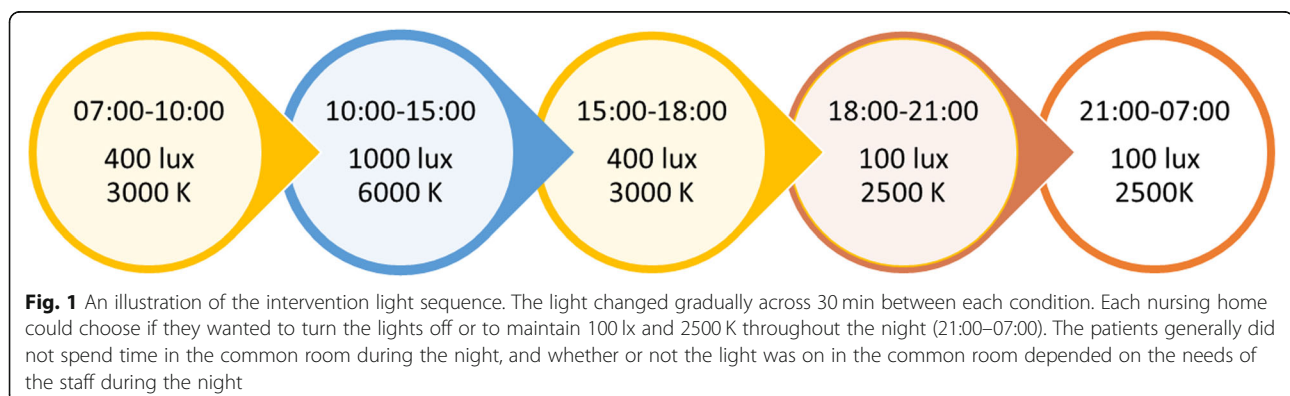 07:00-10:00
400 lux
3000 K
10:00-15:00
1000 lux
6000 K
15:00-18:00
400 lux
3000 K
18:00-21:00
100 lux
2500 K
21:00-07:00
100 lux
2500K
Fig. 1 An illustration of the intervention light sequence. The light changed gradually across 30 min between each condition. Each nursing home
could choose if they wanted to turn the lights off or to maintain 100 lx and 2500 K throughout the night (21:00–07:00). The patients generally did
not spend time in the common room during the night, and whether or not the light was on in the common room depended on the needs of
the staff during the night